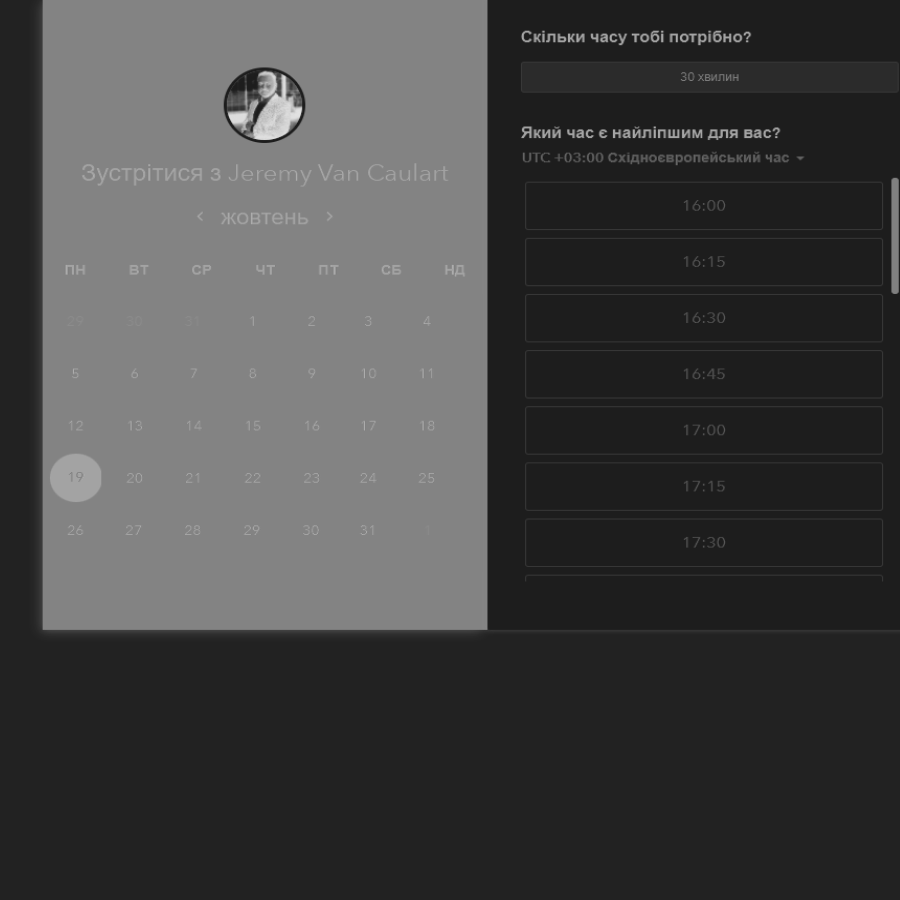 Зустрітися з Jeremy Van Caulart
жовтень
ПН ВТ СР ЧТ ПТ СБ НД
29 30 31 1 2 3 4
5 6 7 8 9 10 11
12 13 14 15 16 17 18
19 20 21 22 23 24 25
26 27 28 29 30 31 1
Скільки часу тобі потрібно?
30 хвилин
Який час є найліпшим для вас?
UTC +03:00 Східноєвропейський час
16:00
16:15
16:30
16:45
17:00
17:15
17:30